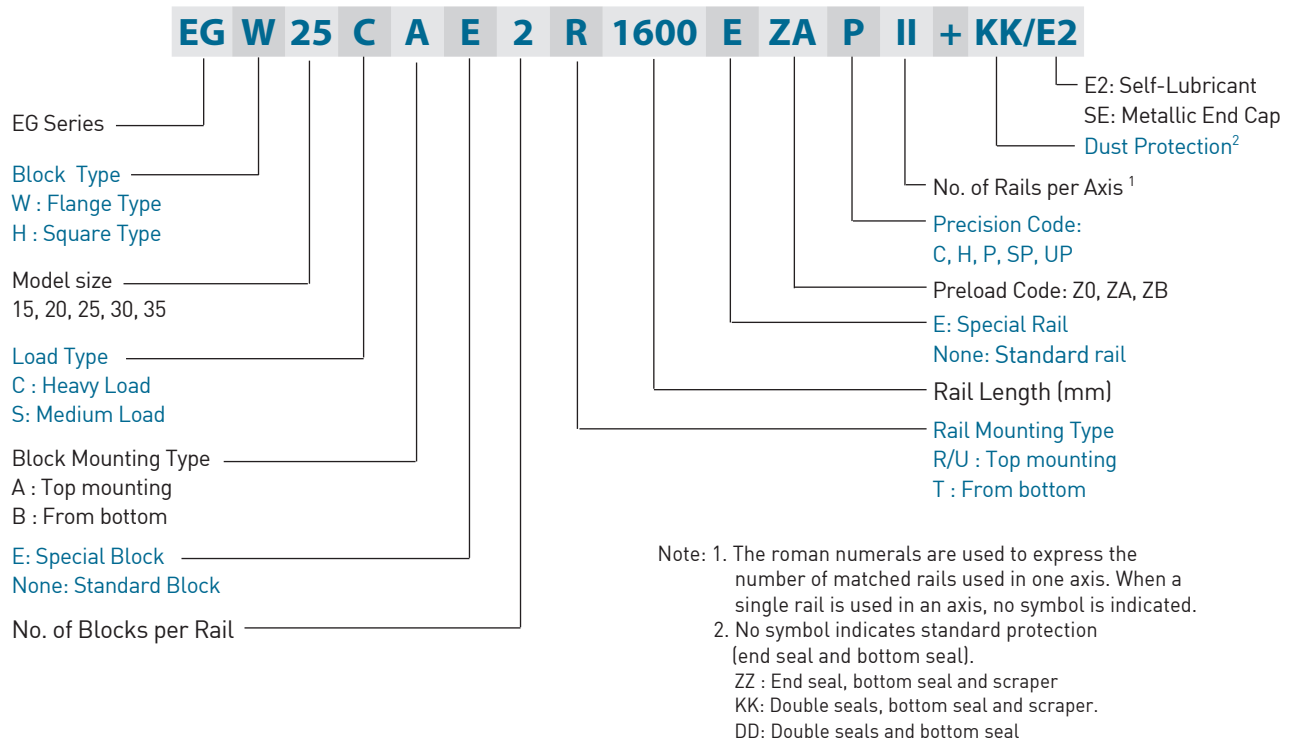 EG W 25 C A E 2 R 1600 E ZA P II + KK/E2
EG Series
Block Type
W : Flange Type
H : Square Type
Model size
15, 20, 25, 30, 35
Load Type
C : Heavy Load
S: Medium Load
Block Mounting Type
A : Top mounting
B : From bottom
E: Special Block
None: Standard Block
No. of Blocks per Rail
E2: Self-Lubricant
SE: Metallic End Cap
Dust Protection2
No. of Rails per Axis 1
Precision Code:
C, H, P, SP, UP
Preload Code: Z0, ZA, ZB
E: Special Rail
None: Standard rail
Rail Length (mm)
Rail Mounting Type
R/U : Top mounting
T : From bottom
Note: 1. The roman numerals are used to express the
number of matched rails used in one axis. When a
single rail is used in an axis, no symbol is indicated.
2. No symbol indicates standard protection
(end seal and bottom seal).
ZZ : End seal, bottom seal and scraper
KK: Double seals, bottom seal and scraper.
DD: Double seals and bottom seal